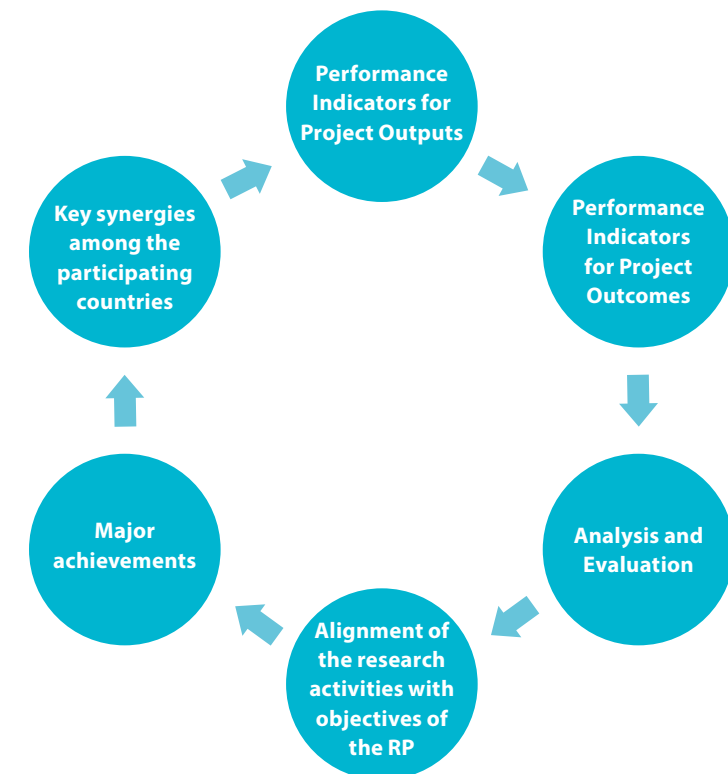 Performance
Indicators for
Project Outputs
Performance
Indicators
for Project
Outcomes
Analysis and
Evaluation
Alignment of
the research
activities with
objectives of
the RP
Major
achievements
Key synergies
among the
participating
countries